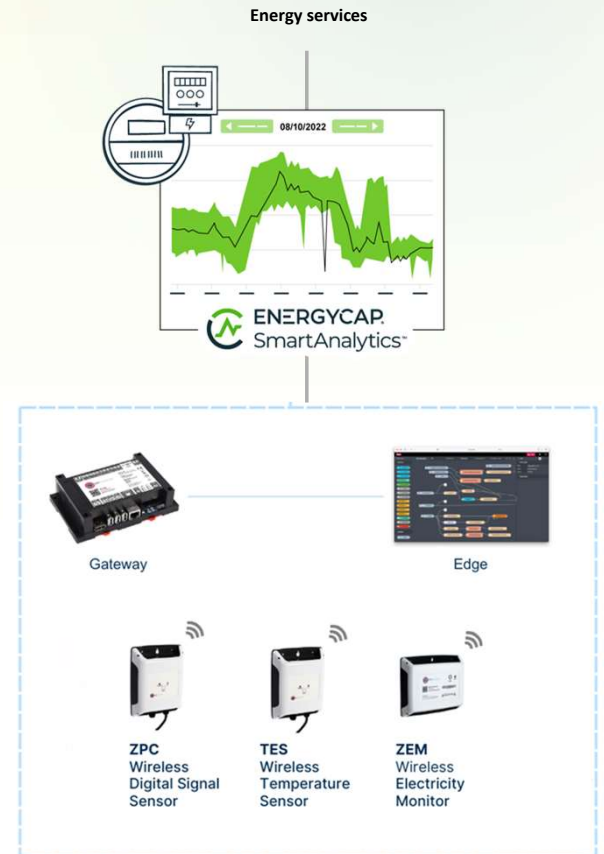 Energy services
08/10/2022
ENERGYCAP.
SmartAnalytics™
Gateway
Edge
ZPC
Wireless
Digital Signal
Sensor
TES
Wireless
Temperature
Sensor
ZEM
Wireless
Electricity
Monitor